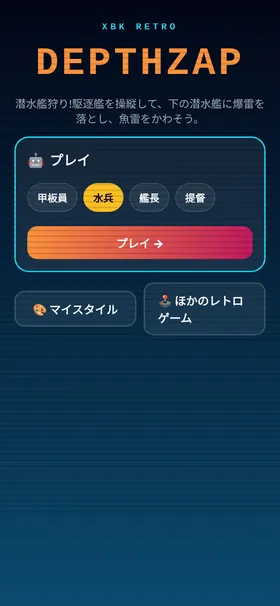 XBK RETRO
DEPTHZAP
潜水艦狩り!駆逐艦を操縦して、下の潜水艦に爆雷を
落とし、魚雷をかわそう。
プレイ
甲板員 水兵 艦長 提督
プレイ →
マイスタイル
ほかのレトロ
ゲーム